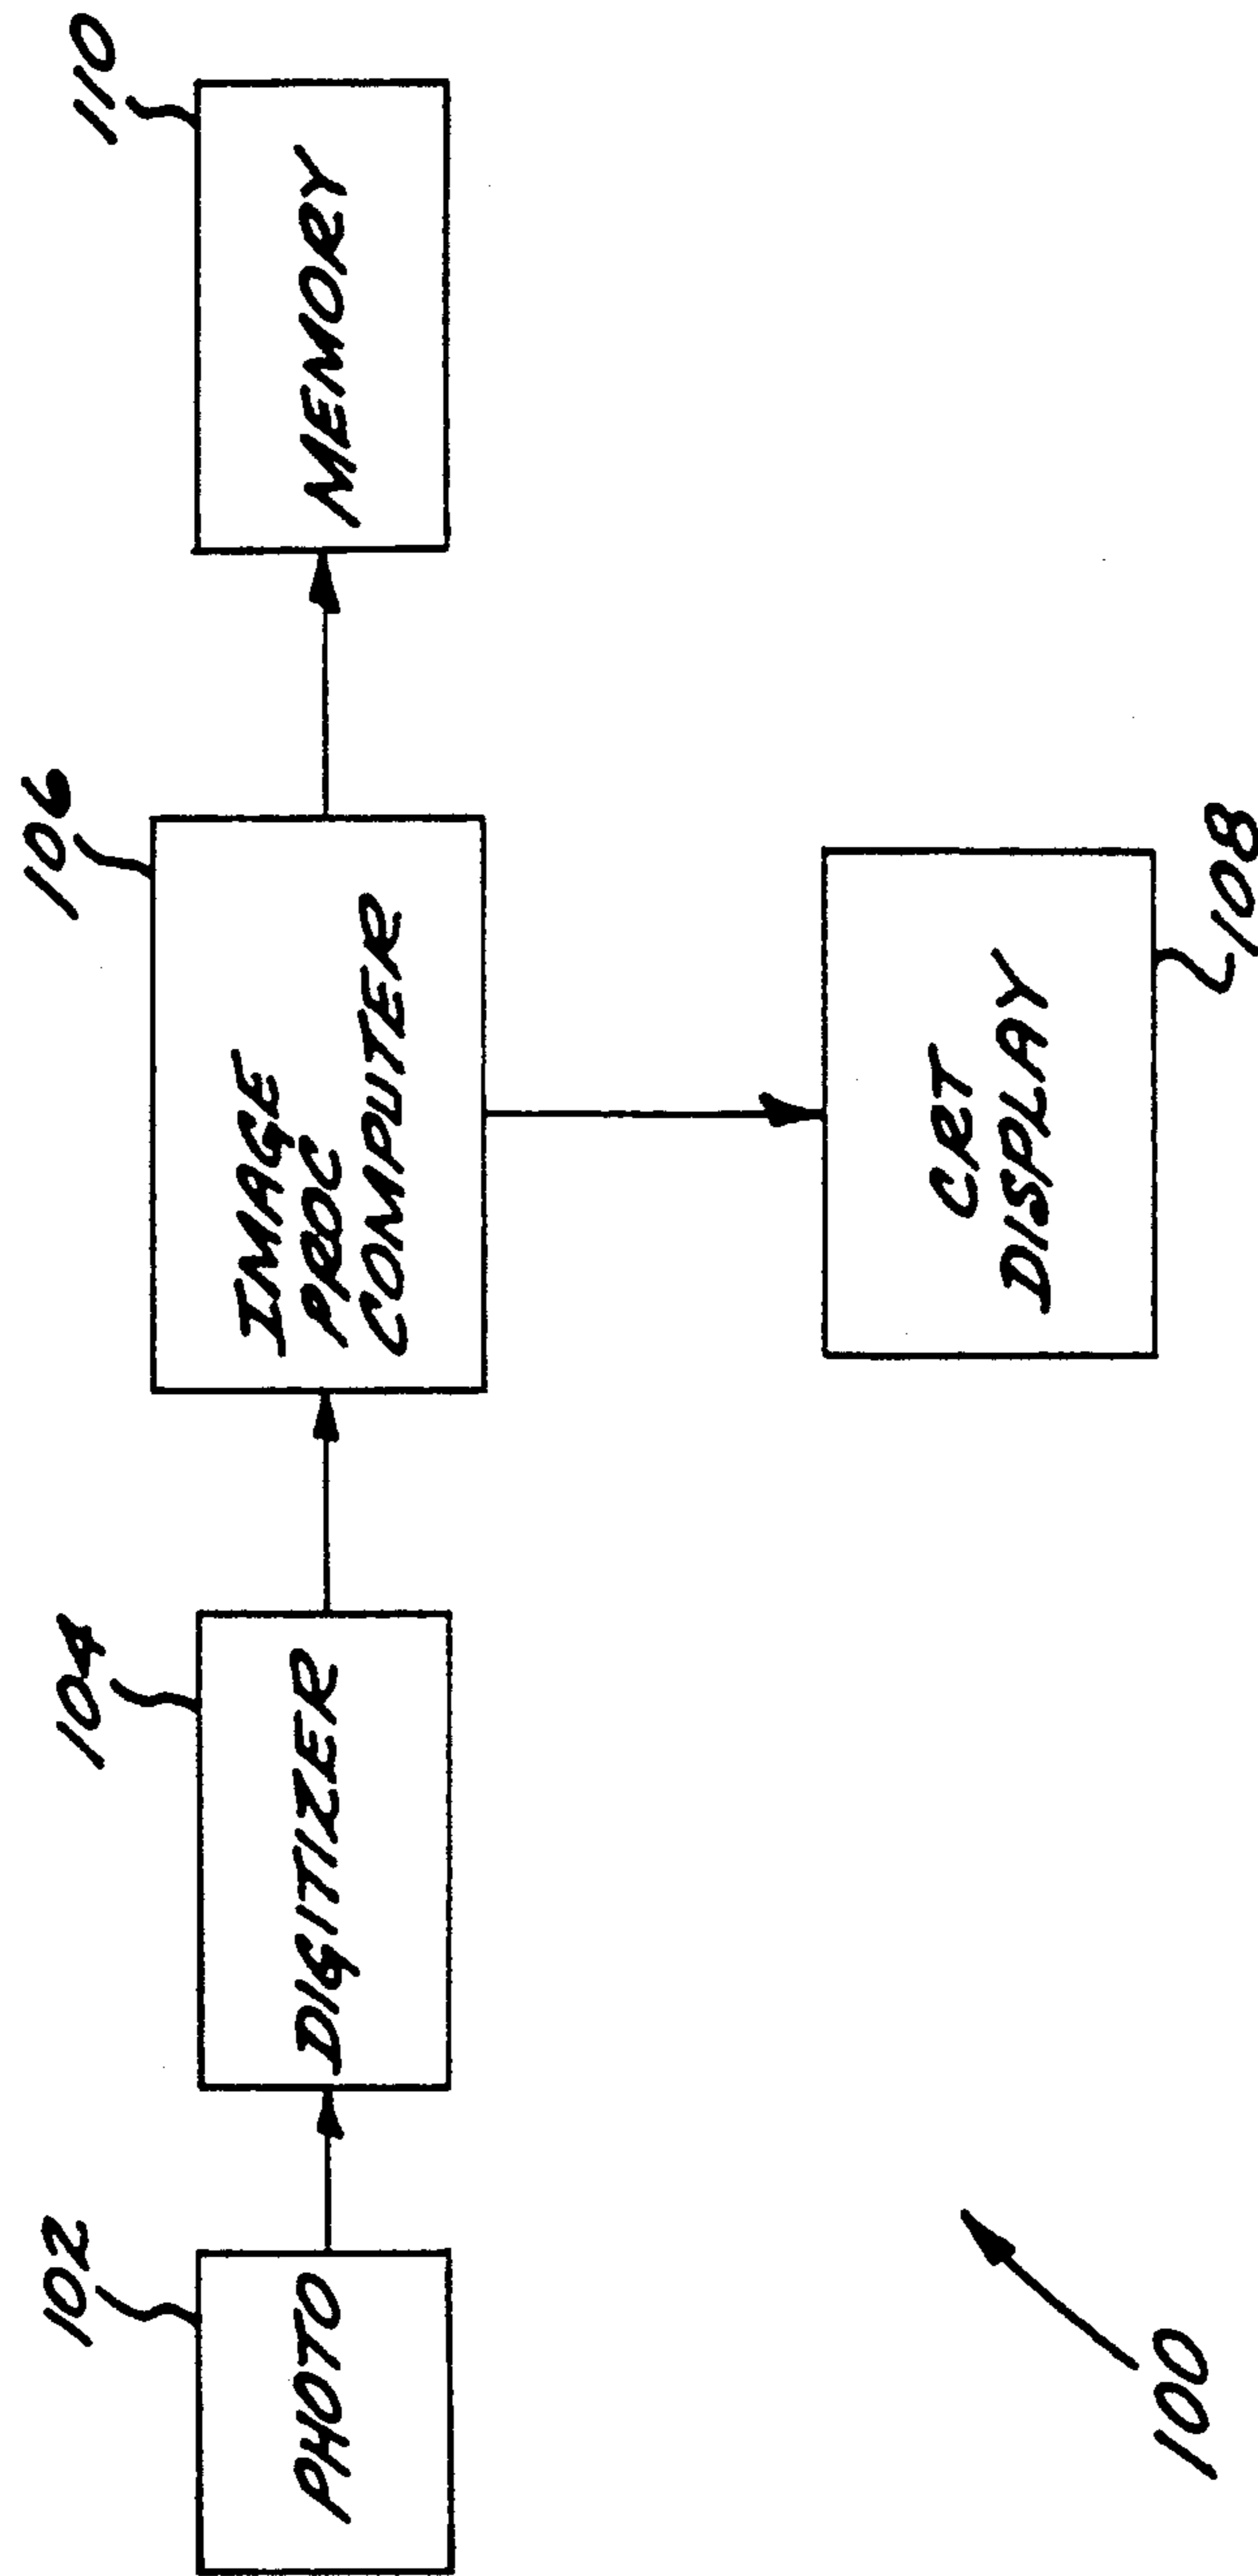 102
PHOTO
104
DIGITIZER
106
IMAGE
PROC
COMPUTER
110
MEMORY
CRT
DISPLAY
108
100